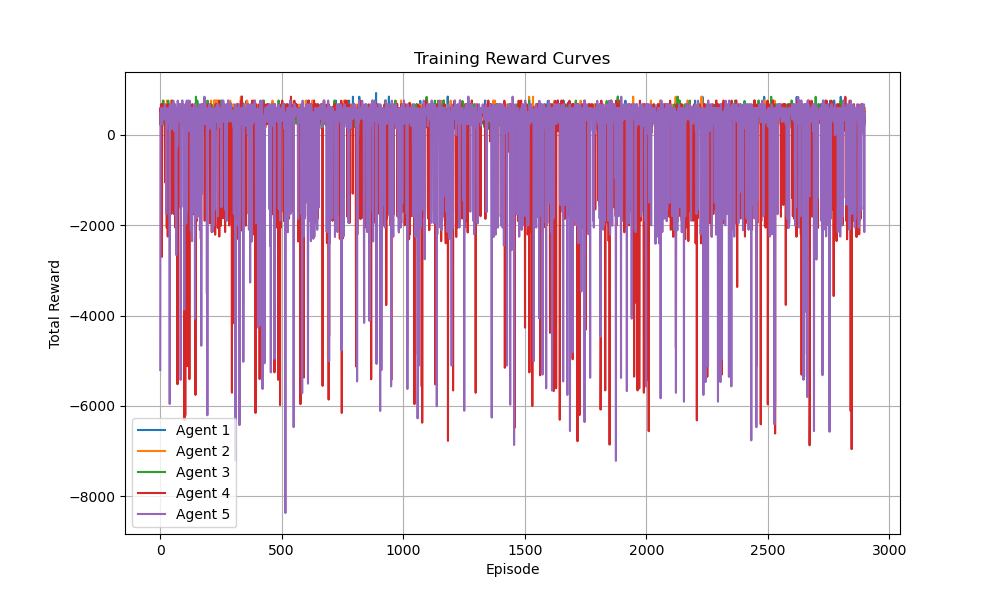 Training Reward Curves
Total Reward
0
−2000
−4000
−6000
−8000
Agent 1
Agent 2
Agent 3
Agent 4
Agent 5
0 500 1000 1500 2000 2500 3000
Episode